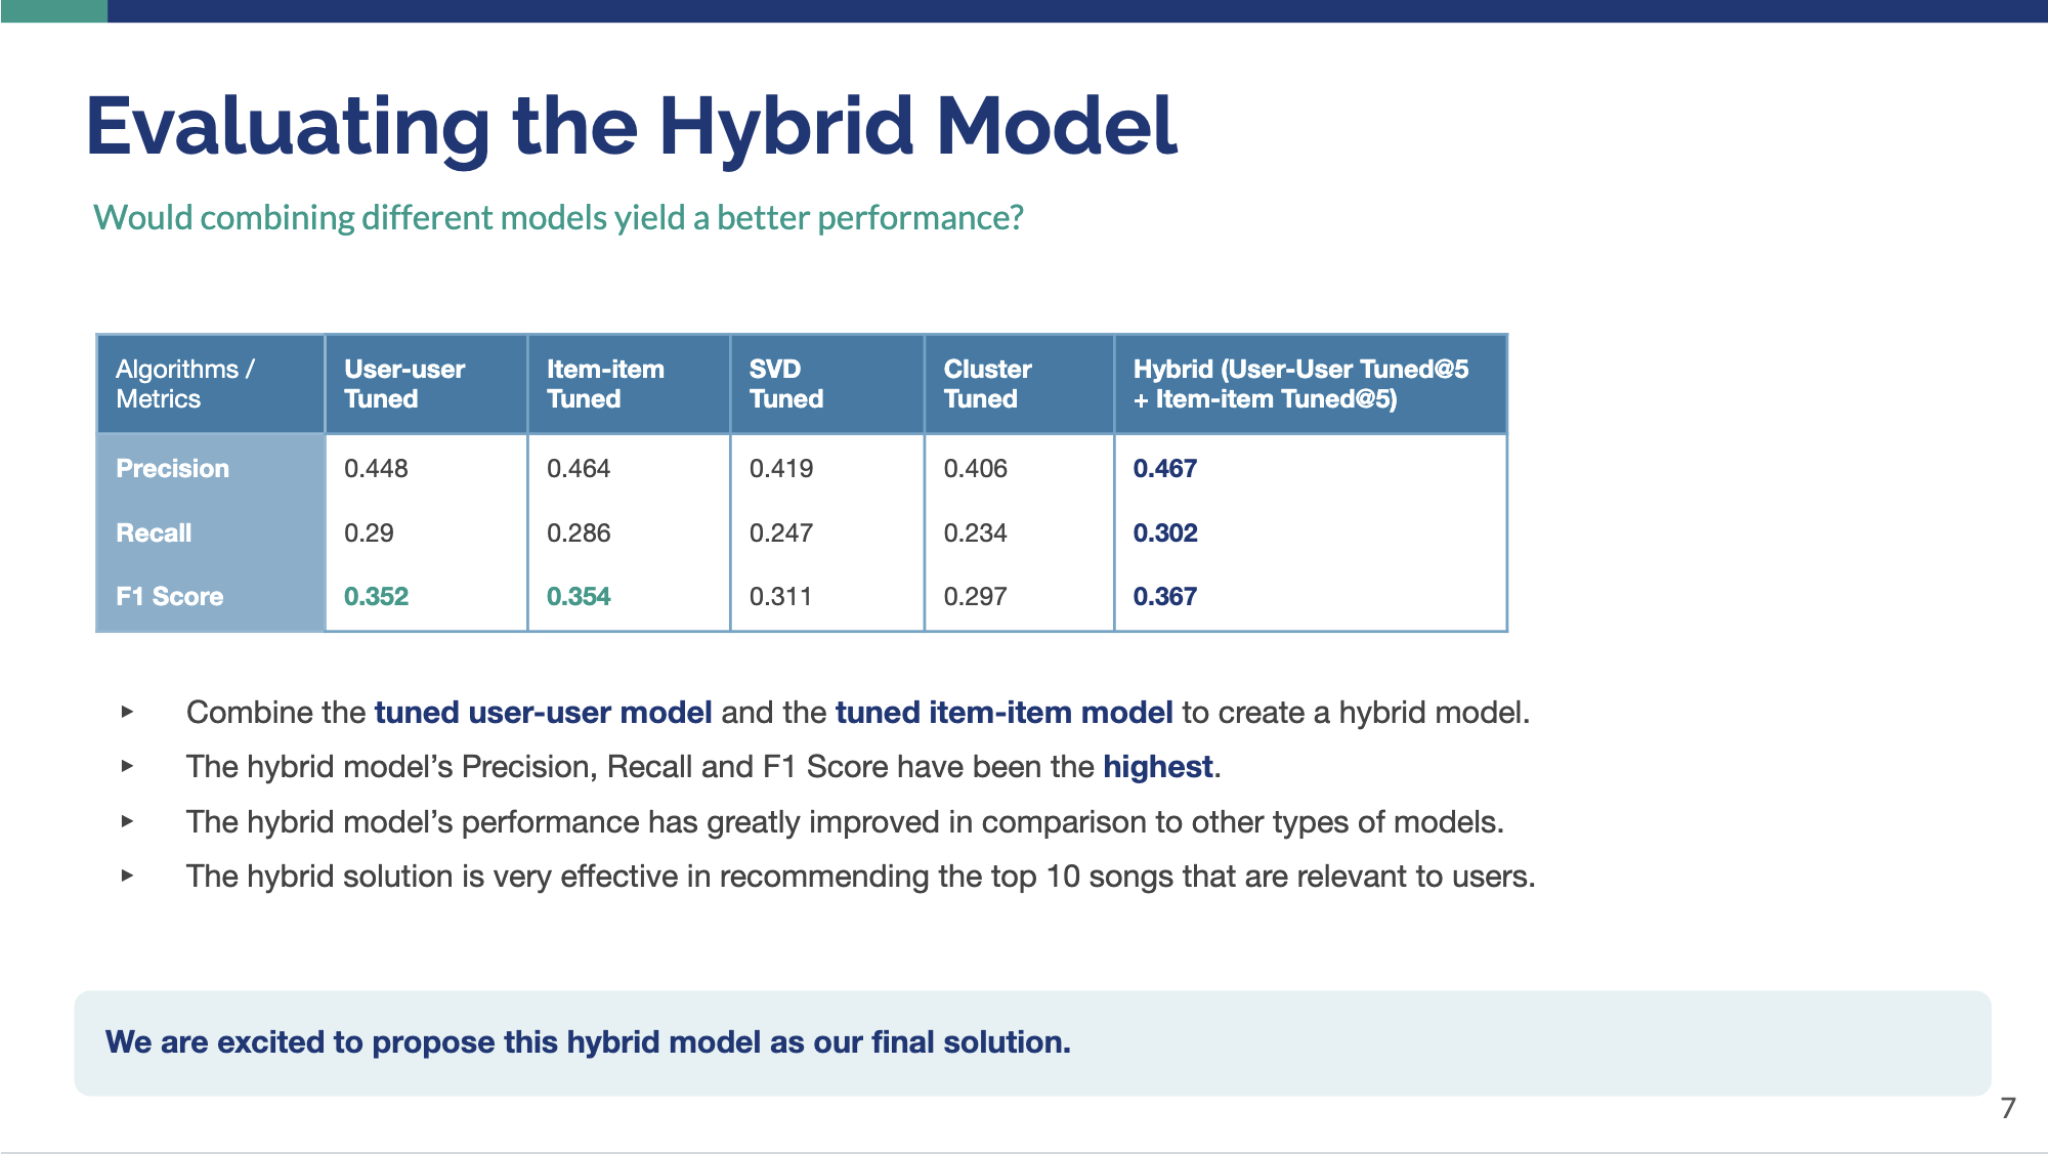 Evaluating the Hybrid Model
Would combining different models yield a better performance?
Algorithms / Metrics User-user Tuned Item-item Tuned SVD Tuned Cluster Tuned Hybrid (User-User Tuned@5 + Item-item Tuned@5)
Precision 0.448 0.464 0.419 0.406 0.467
Recall 0.29 0.286 0.247 0.234 0.302
F1 Score 0.352 0.354 0.311 0.297 0.367
▸ Combine the tuned user-user model and the tuned item-item model to create a hybrid model.
▸ The hybrid model’s Precision, Recall and F1 Score have been the highest.
▸ The hybrid model’s performance has greatly improved in comparison to other types of models.
▸ The hybrid solution is very effective in recommending the top 10 songs that are relevant to users.
We are excited to propose this hybrid model as our final solution.
7